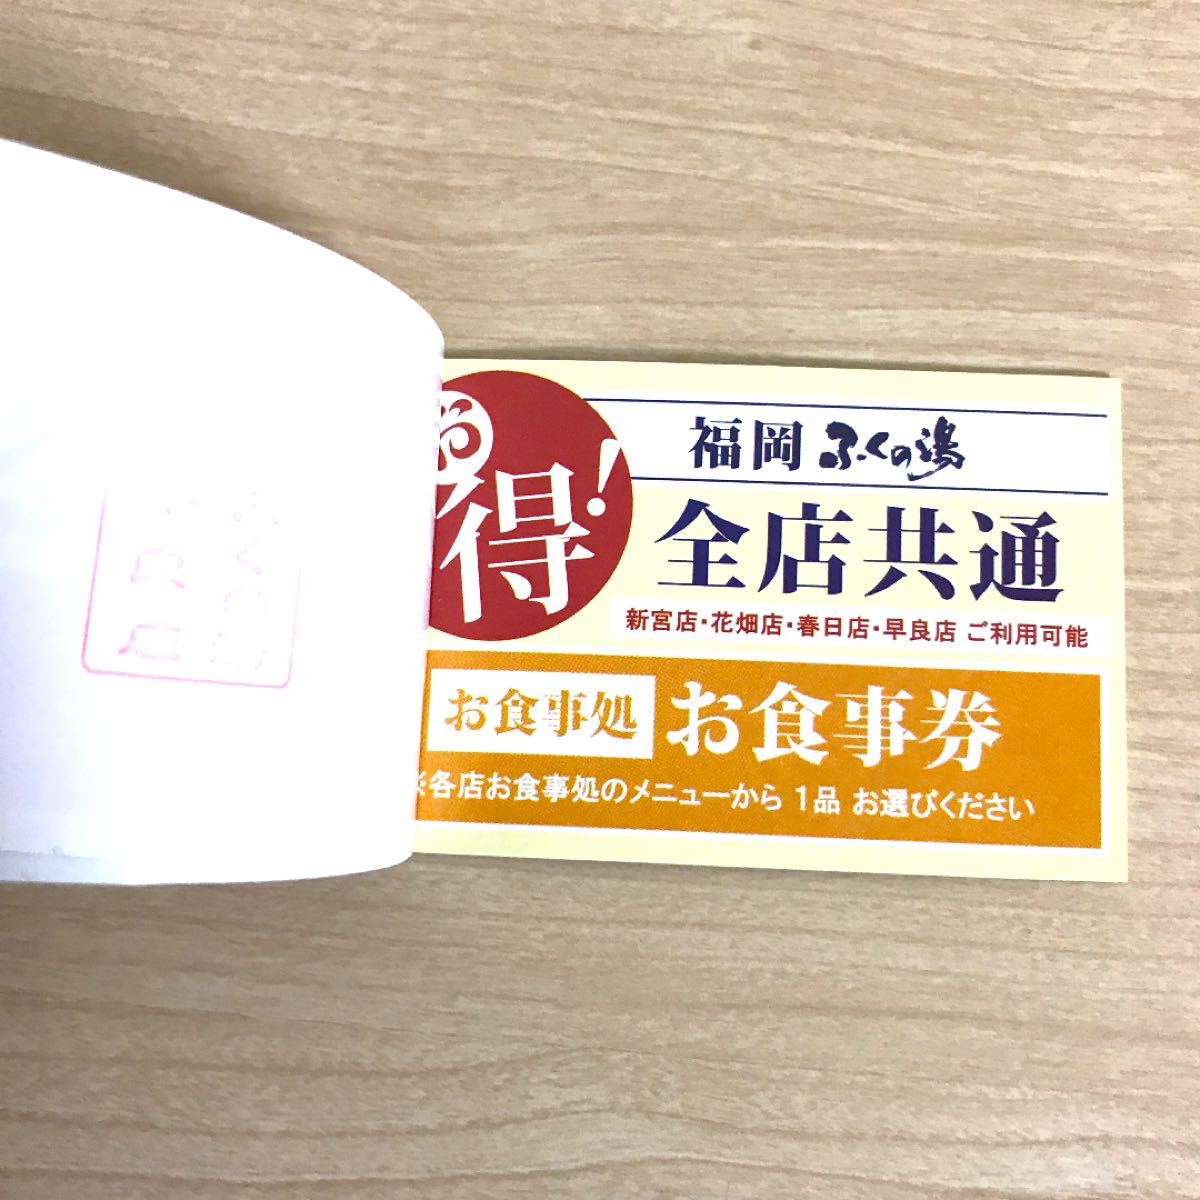 得!
福岡 ふくの湯
全店共通
新宮店・花畑店・春日店・早良店 ご利用可能
お食事処 お食事券
※各店お食事処のメニューから 1品 お選びください